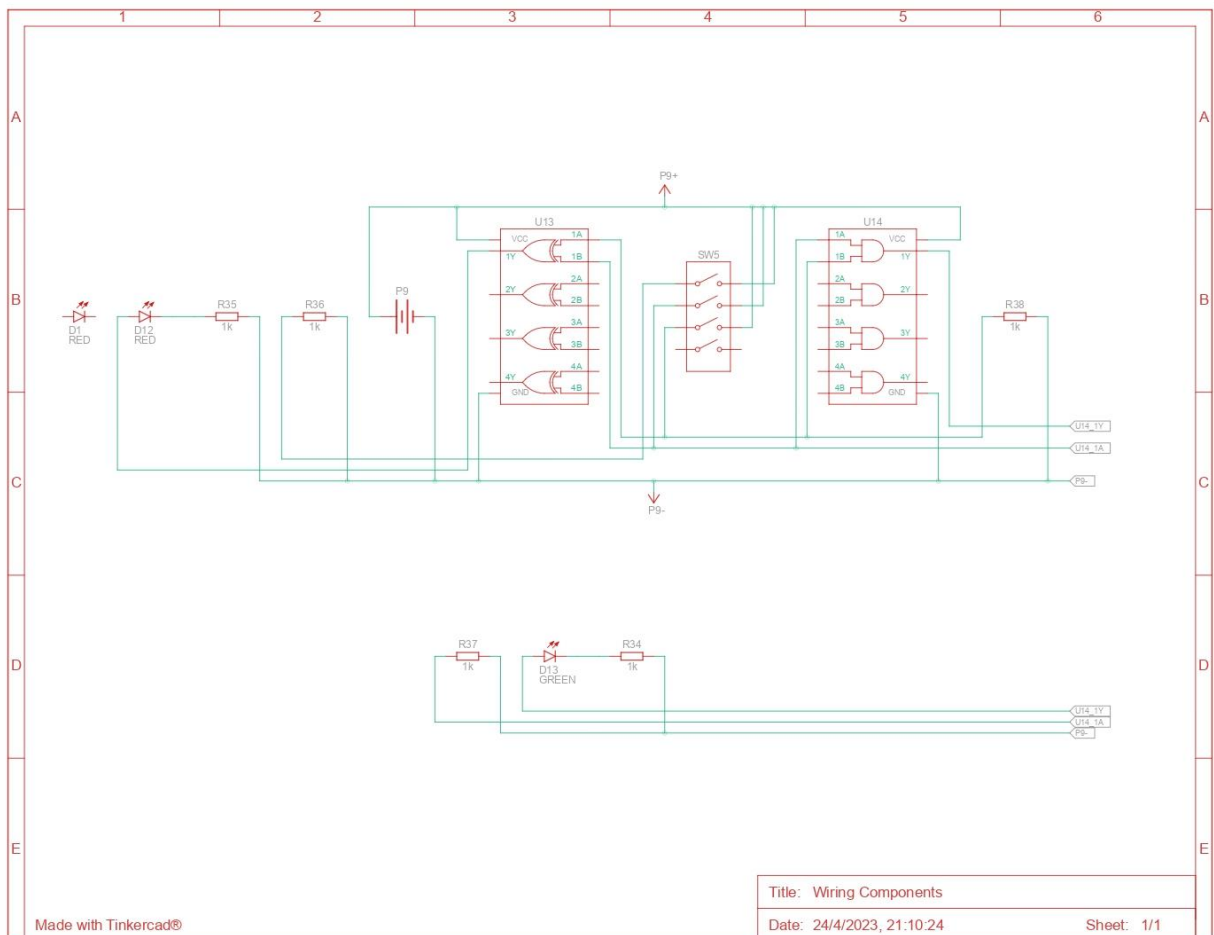 1 2 3 4 5 6
A A
P9+
U13 U14
VCC 1A 1A VCC
1Y 1B 1B 1Y
SW5
2A 2A
2Y 2B 2B 2Y
B B
R35 R36 P9 R38
1k 1k 1k
D1 D12
RED RED
3A 3A
3Y 3B 3B 3Y
4A 4A
4Y 4B 4B 4Y
GND GND
U14_1Y
U14_1A
C P9- C
P9-
R37 R34
D D
1k 1k
D13
GREEN
U14_1Y
U14_1A
P9-
E E
Title: Wiring Components
Made with Tinkercad®
Date: 24/4/2023, 21:10:24 Sheet: 1/1